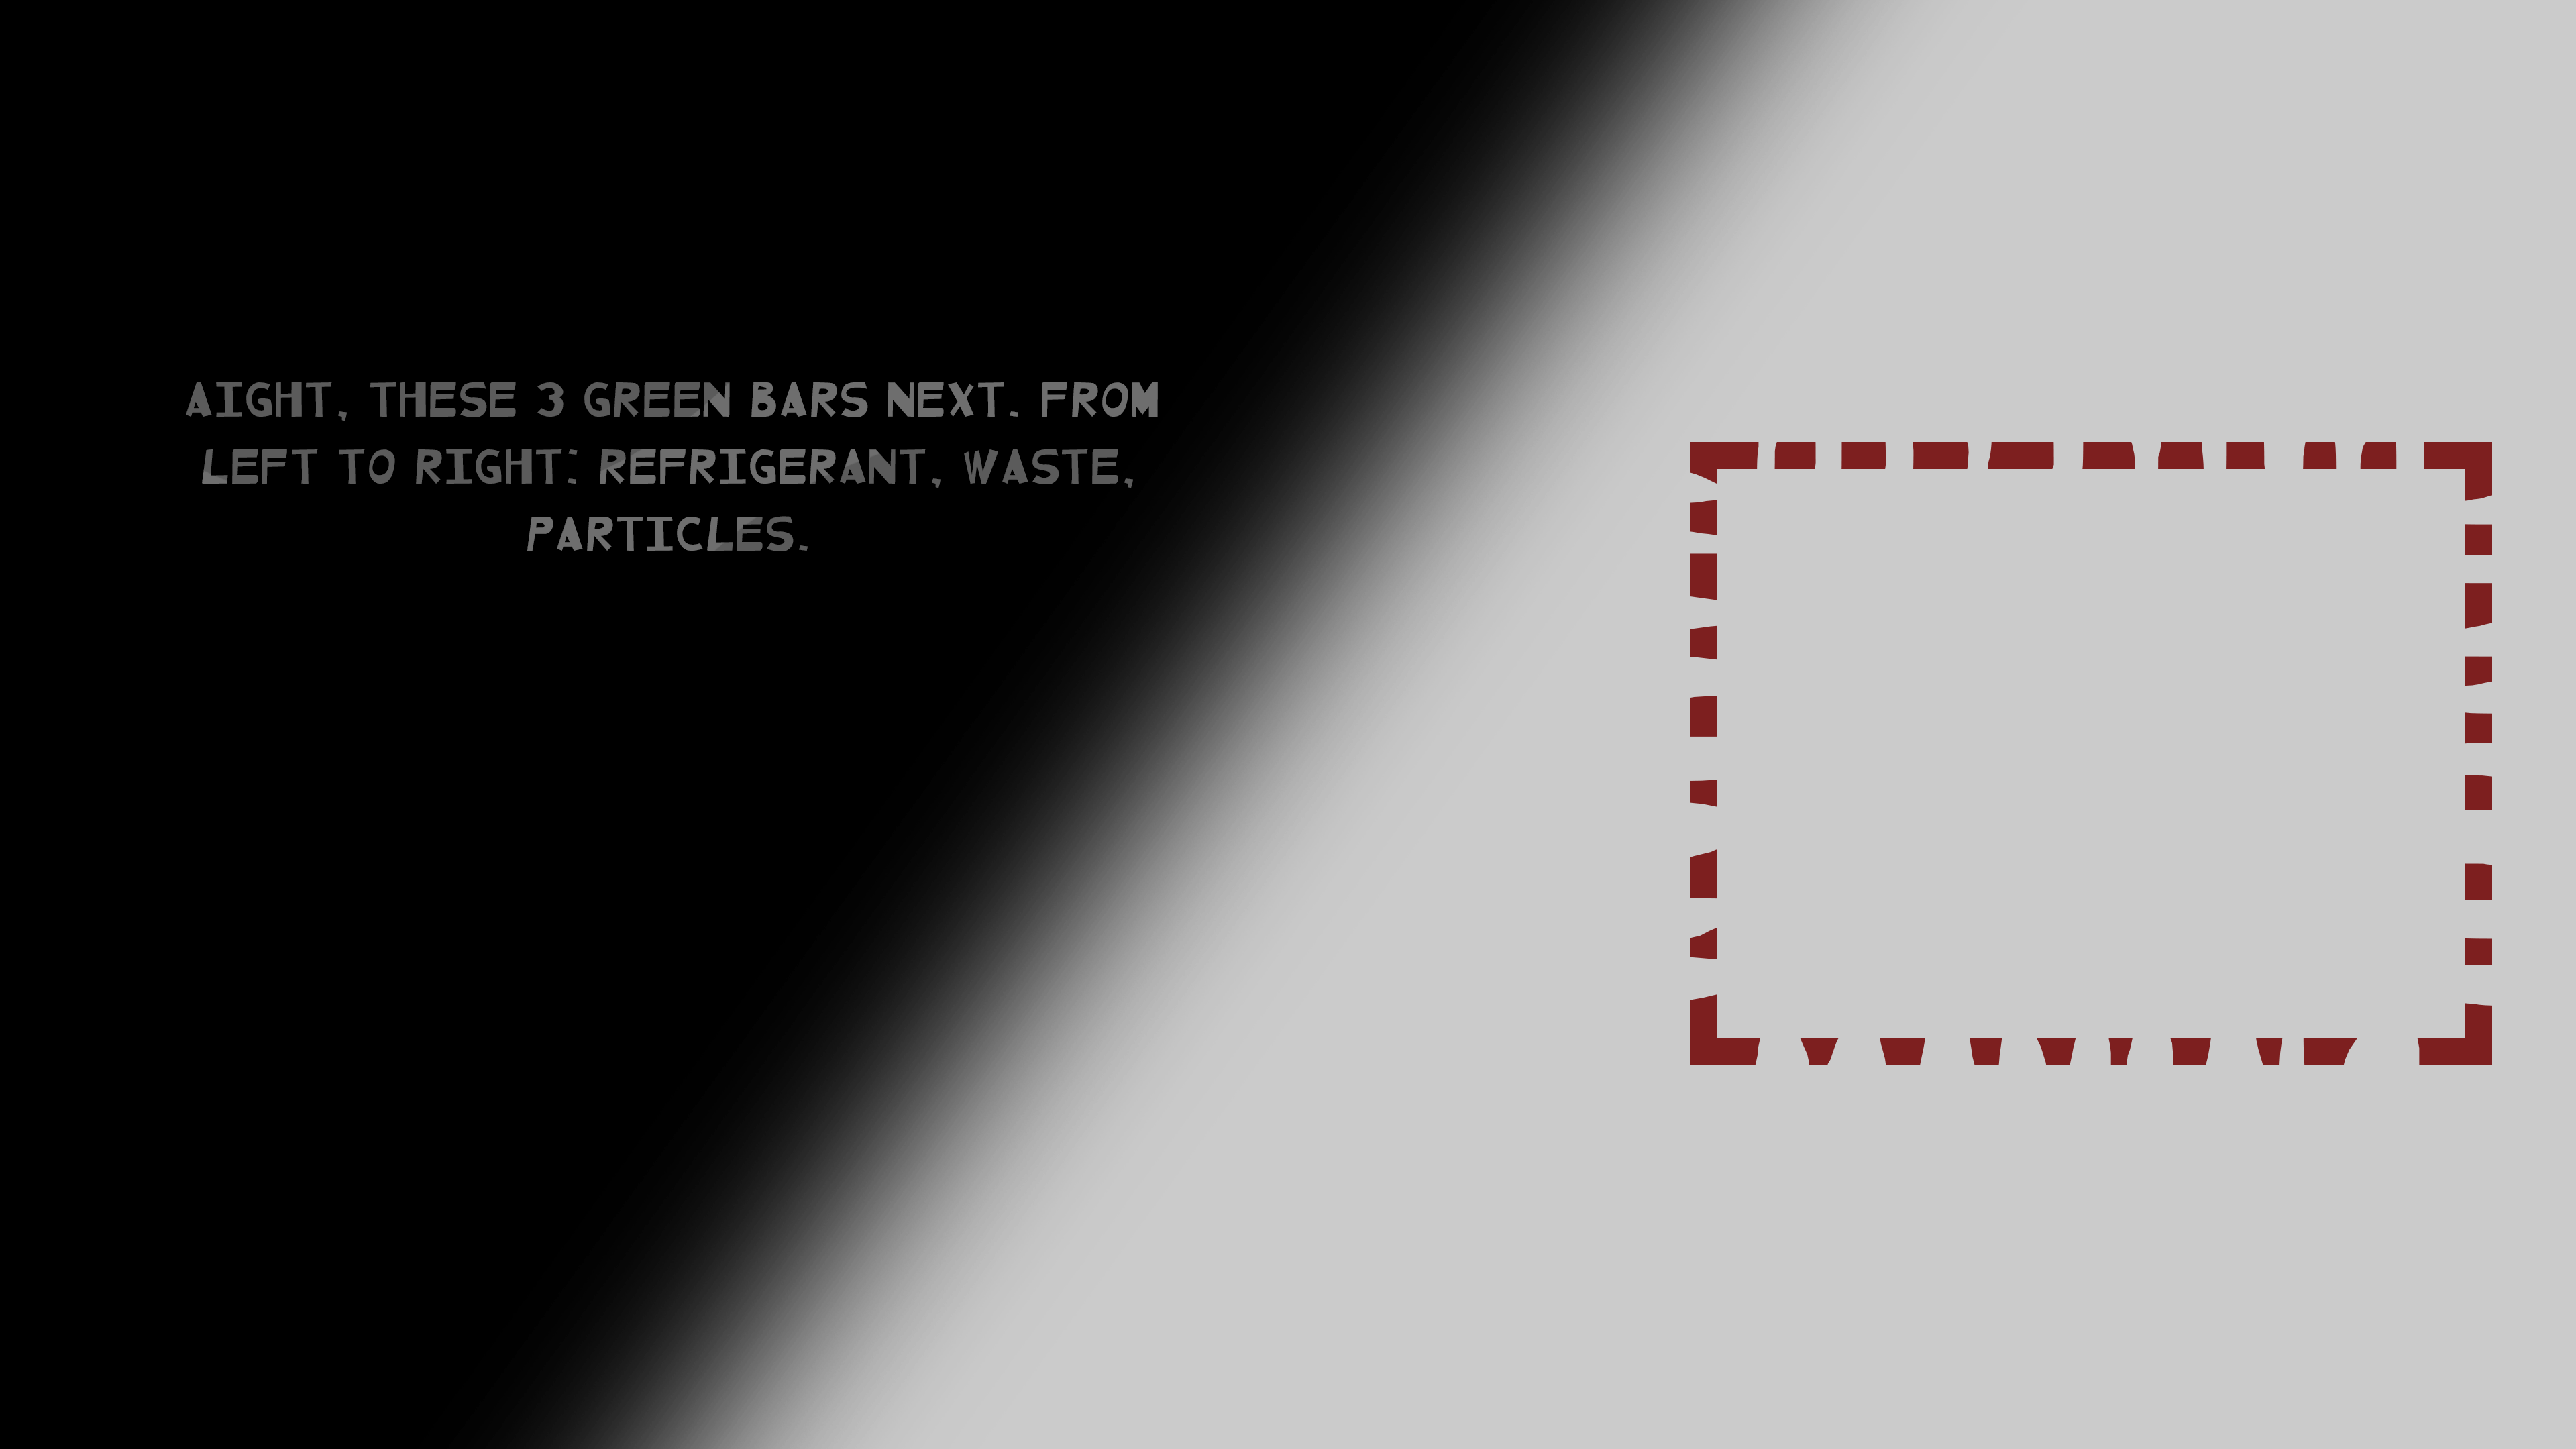 AIGHT, THESE 3 GREEN BARS NEXT. FROM
LEFT TO RIGHT: REFRIGERANT, WASTE,
PARTICLES.